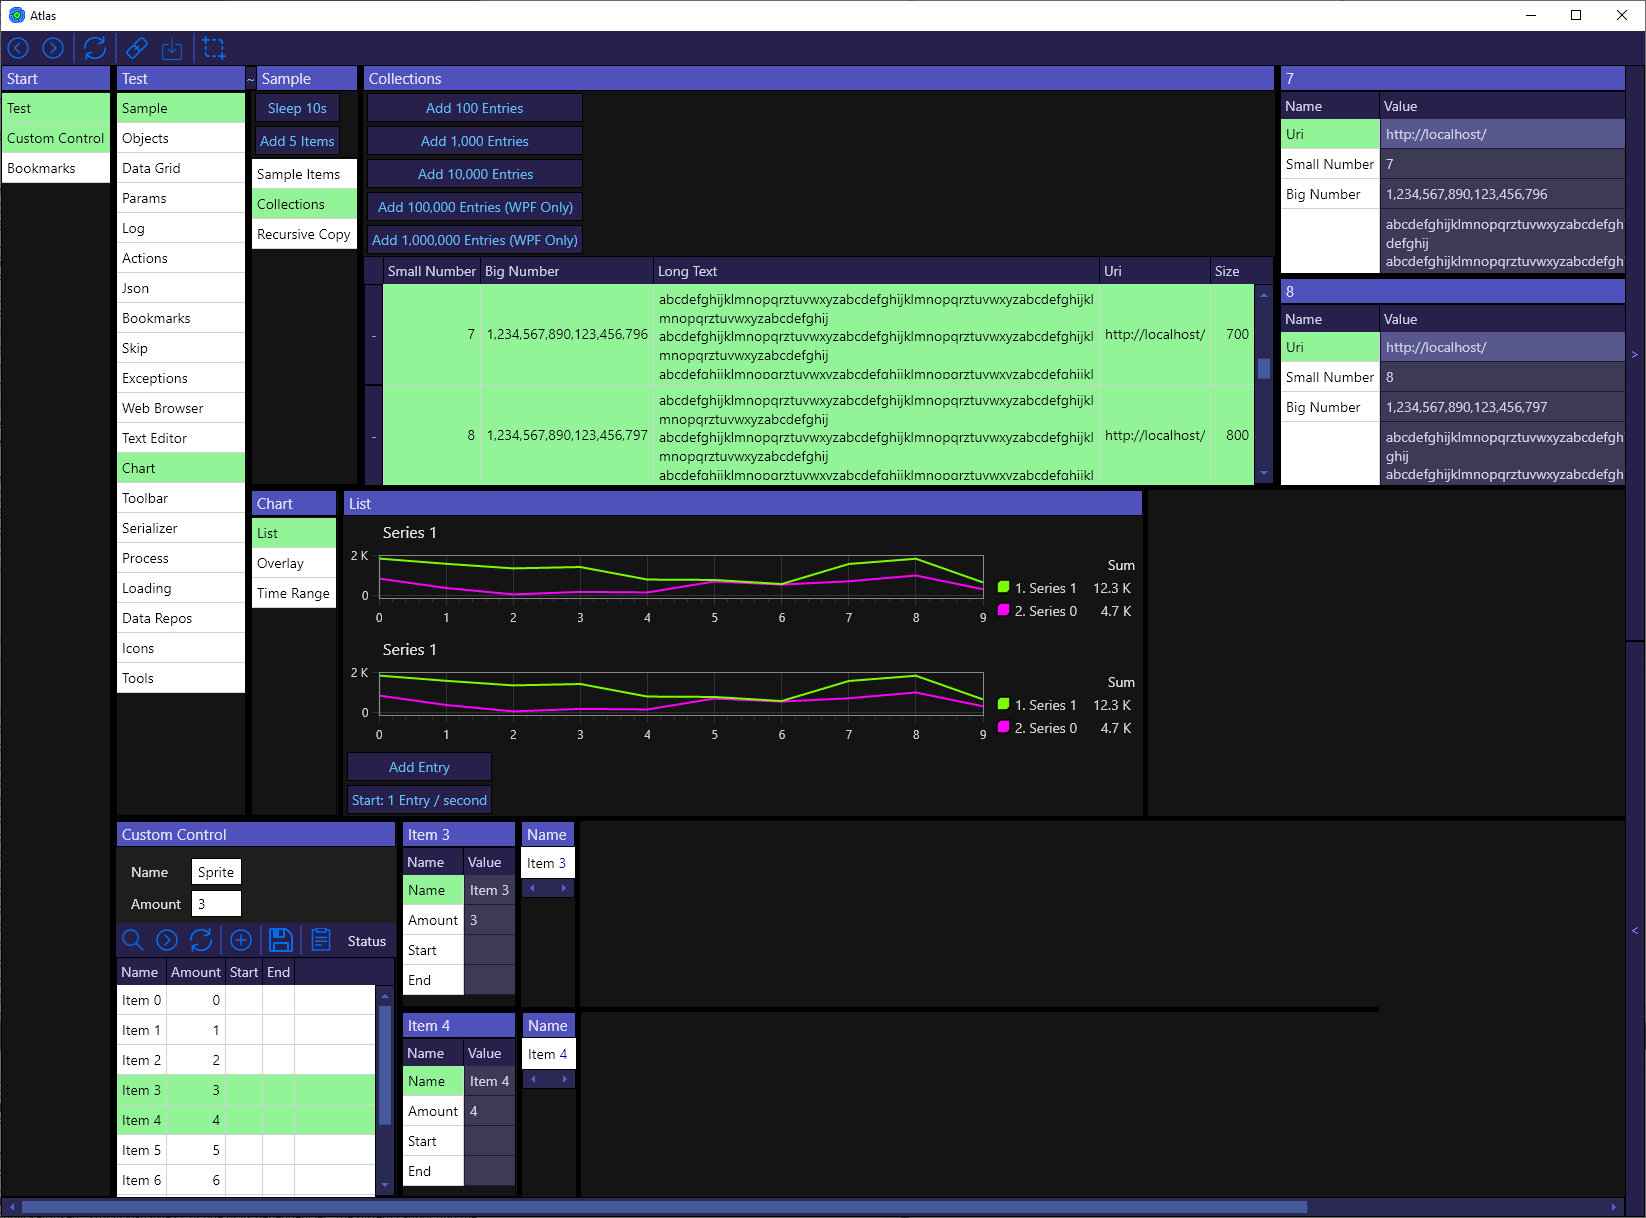 Atlas
Start
Test
Custom Control
Bookmarks
Test
~
Sample
Objects
Data Grid
Params
Log
Actions
Json
Bookmarks
Skip
Exceptions
Web Browser
Text Editor
Chart
Toolbar
Serializer
Process
Loading
Data Repos
Icons
Tools
Sample
Sleep 10s
Add 5 Items
Sample Items
Collections
Recursive Copy
Collections
Add 100 Entries
Add 1,000 Entries
Add 10,000 Entries
Add 100,000 Entries (WPF Only)
Add 1,000,000 Entries (WPF Only)
Small Number Big Number Long Text Uri Size
- 7 1,234,567,890,123,456,796 http://localhost/ 700
abcdefghijklmnopqrztuvwxyzabcdefghijklmnopqrztuvwxyzabcdefghijkl
mnopqrztuvwxyzabcdefghij
abcdefghijklmnopqrztuvwxyzabcdefghijklmnopqrztuvwxyzabcdefghijkl
mnopqrztuvwxyzabcdefghij
abcdefghijklmnopqrztuvwxyzabcdefghijklmnopqrztuvwxyzabcdefghijkl
- 8 1,234,567,890,123,456,797 http://localhost/ 800
abcdefghijklmnopqrztuvwxyzabcdefghijklmnopqrztuvwxyzabcdefghijkl
mnopqrztuvwxyzabcdefghij
abcdefghijklmnopqrztuvwxyzabcdefghijklmnopqrztuvwxyzabcdefghijkl
mnopqrztuvwxyzabcdefghij
abcdefghijklmnopqrztuvwxyzabcdefghijklmnopqrztuvwxyzabcdefghijkl
7
Name Value
Uri http://localhost/
Small Number 7
Big Number 1,234,567,890,123,456,796
abcdefghijklmnopqrztuvwxyzabcdefgh
defghij
abcdefghijklmnopqrztuvwxyzabcdefgh
8
Name Value
Uri http://localhost/
Small Number 8
Big Number 1,234,567,890,123,456,797
abcdefghijklmnopqrztuvwxyzabcdefgh
ghij
abcdefghijklmnopqrztuvwxyzabcdefgh
>
<
Chart
List
Overlay
Time Range
List
Series 1
2 K
0
0 1 2 3 4 5 6 7 8 9
Sum
1. Series 1 12.3 K
2. Series 0 4.7 K
Series 1
2 K
0
0 1 2 3 4 5 6 7 8 9
Sum
1. Series 1 12.3 K
2. Series 0 4.7 K
Add Entry
Start: 1 Entry / second
Custom Control
Name Sprite
Amount 3
Status
Name Amount Start End
Item 0 0
Item 1 1
Item 2 2
Item 3 3
Item 4 4
Item 5 5
Item 6 6
Item 3
Name Value
Name Item 3
Amount 3
Start
End
Name
Item 3
Item 4
Name Value
Name Item 4
Amount 4
Start
End
Name
Item 4